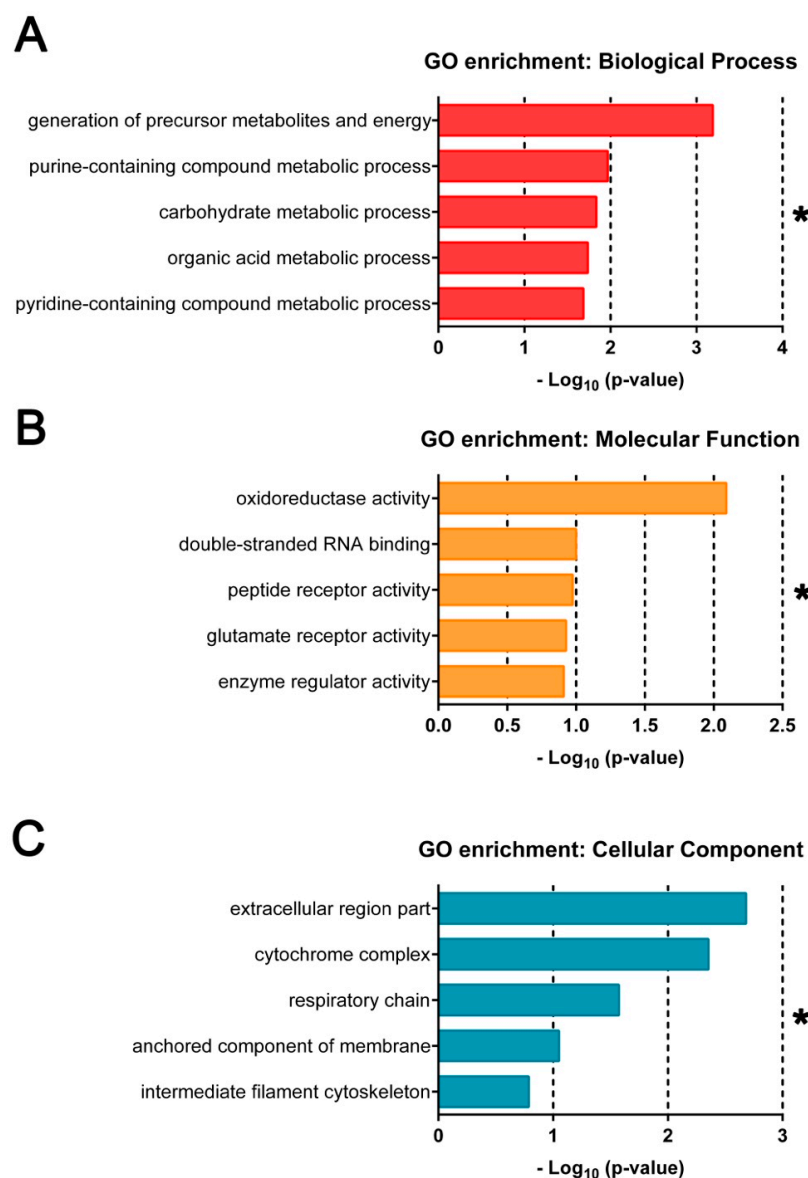 A
GO enrichment: Biological Process
generation of precursor metabolites and energy
purine-containing compound metabolic process
carbohydrate metabolic process
*
organic acid metabolic process
pyridine-containing compound metabolic process
0 1 2 3 4
- Log10 (p-value)
B
GO enrichment: Molecular Function
oxidoreductase activity
double-stranded RNA binding
peptide receptor activity
*
glutamate receptor activity
enzyme regulator activity
0.0 0.5 1.0 1.5 2.0 2.5
- Log10 (p-value)
C
GO enrichment: Cellular Component
extracellular region part
cytochrome complex
respiratory chain
*
anchored component of membrane
intermediate filament cytoskeleton
0 1 2 3
- Log10 (p-value)